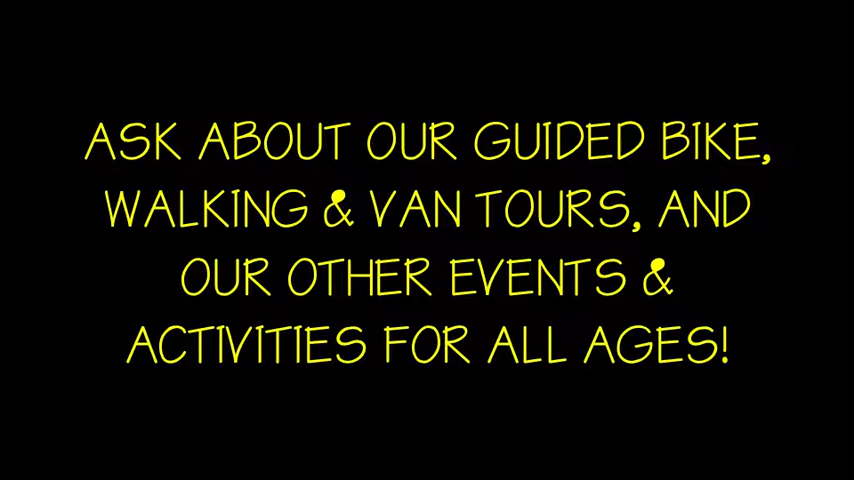 ASK ABOUT OUR GUIDED BIKE,
WALKING & VAN TOURS, AND
OUR OTHER EVENTS &
ACTIVITIES FOR ALL AGES!